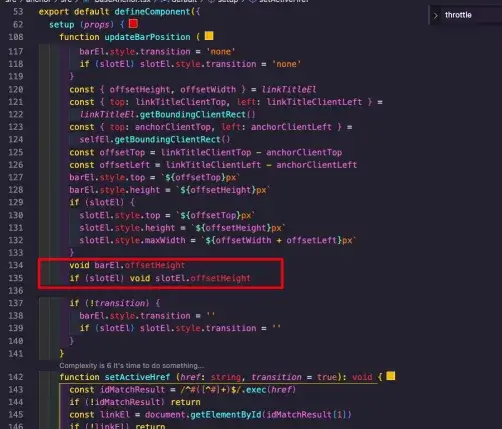 throttle
53 export default defineComponent({
62 setup (props) {
108 function updateBarPosition (
117 barEl.style.transition = 'none'
118 if (slotEl) slotEl.style.transition = 'none'
119 }
120 const { offsetHeight, offsetWidth } = linkTitleEl
121 const { top: linkTitleClientTop, left: linkTitleClientLeft } =
122 linkTitleEl.getBoundingClientRect()
123 const { top: anchorClientTop, left: anchorClientLeft } =
124 selfEl.getBoundingClientRect()
125 const offsetTop = linkTitleClientTop - anchorClientTop
126 const offsetLeft = linkTitleClientLeft - anchorClientLeft
127 barEl.style.top = `${offsetTop}px`
128 barEl.style.height = `${offsetHeight}px`
129 if (slotEl) {
130 slotEl.style.top = `${offsetTop}px`
131 slotEl.style.height = `${offsetHeight}px`
132 slotEl.style.maxWidth = `${offsetWidth + offsetLeft}px`
133 }
134 void barEl.offsetHeight
135 if (slotEl) void slotEl.offsetHeight
136
137 if (!transition) {
138 barEl.style.transition = ''
139 if (slotEl) slotEl.style.transition = ''
140 }
141 }
Complexity is 6 It's time to do something...
142 function setActiveHref (href: string, transition = true): void {
143 const idMatchResult = /^#([^#]+)$/.exec(href)
144 if (!idMatchResult) return
145 const linkEl = document.getElementById(idMatchResult[1])
146 if (!linkEl) return